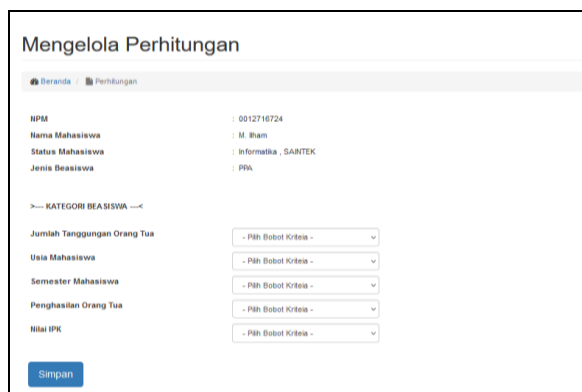 Mengelola Perhitungan
Beranda / Perhitungan
NPM : 0012716724
Nama Mahasiswa : M. Ilham
Status Mahasiswa : Informatika , SAINTEK
Jenis Beasiswa : PPA
>--- KATEGORI BEASISWA ---<
Jumlah Tanggungan Orang Tua - Pilih Bobot Kriteia -
Usia Mahasiswa - Pilih Bobot Kriteia -
Semester Mahasiswa - Pilih Bobot Kriteia -
Penghasilan Orang Tua - Pilih Bobot Kriteia -
Nilai IPK - Pilih Bobot Kriteia -
Simpan